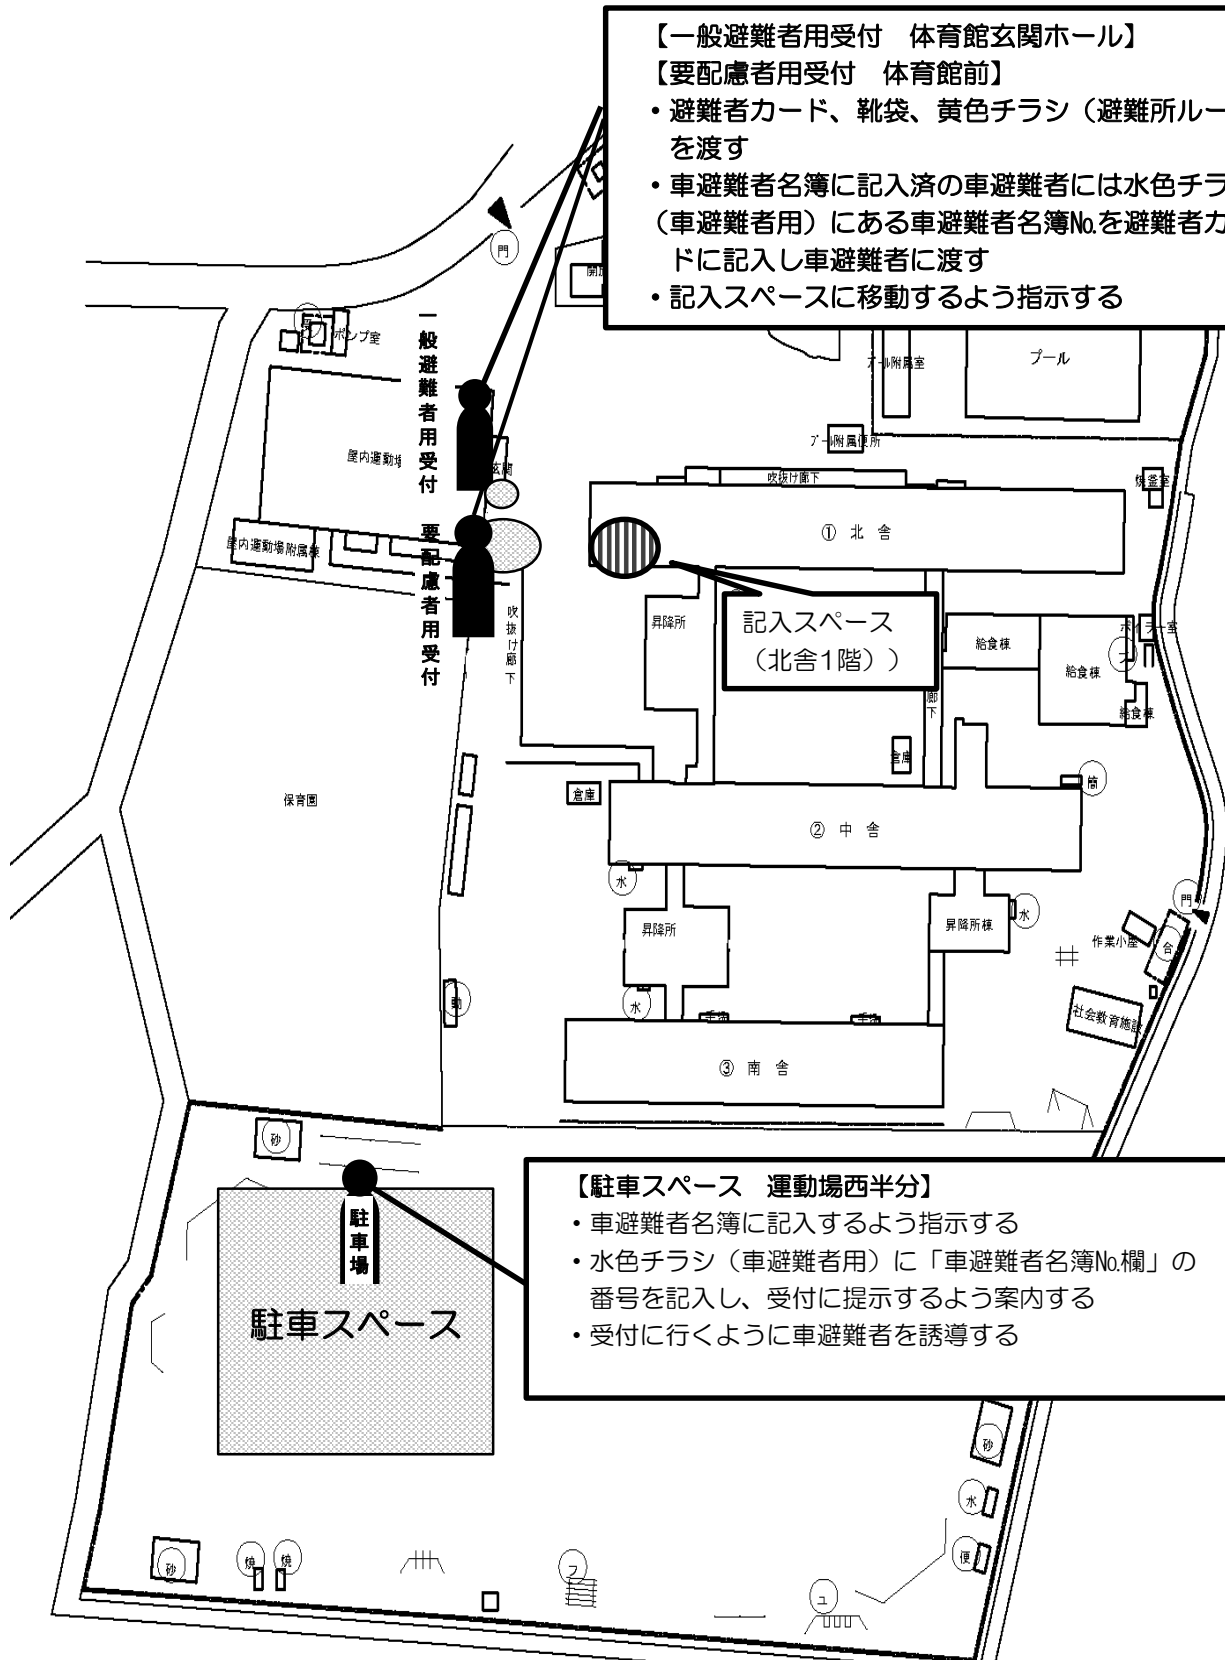 【一般避難者用受付　体育館玄関ホール】
【要配慮者用受付　体育館前】
・避難者カード、靴袋、黄色チラシ（避難所ルー
を渡す
・車避難者名簿に記入済の車避難者には水色チラ
（車避難者用）にある車避難者名簿№を避難者カ
ドに記入し車避難者に渡す
・記入スペースに移動するよう指示する
門
ポンプ室
一般避難者用受付
プール附属室
プール
プール附属便所
屋内運動場
玄関
吹抜け廊下
焼釜室
① 北 舎
屋内運動場附属棟
要配慮者用受付
吹抜け廊下
昇降所
記入スペース
（北舎1階））
給食棟
給食棟
ボイラー室
プ
給食棟
廊下
倉庫
保育園
倉庫
簡
② 中 舎
水
門
昇降所
昇降所棟
水
作業小屋
合
動
水
手洗
手洗
社会教育施設
③ 南 舎
砂
【駐車スペース　運動場西半分】
・車避難者名簿に記入するよう指示する
・水色チラシ（車避難者用）に「車避難者名簿№欄」の
番号を記入し、受付に提示するよう案内する
・受付に行くように車避難者を誘導する
駐車場
駐車スペース
砂
水
便
砂
焼
焼
フ
ユ